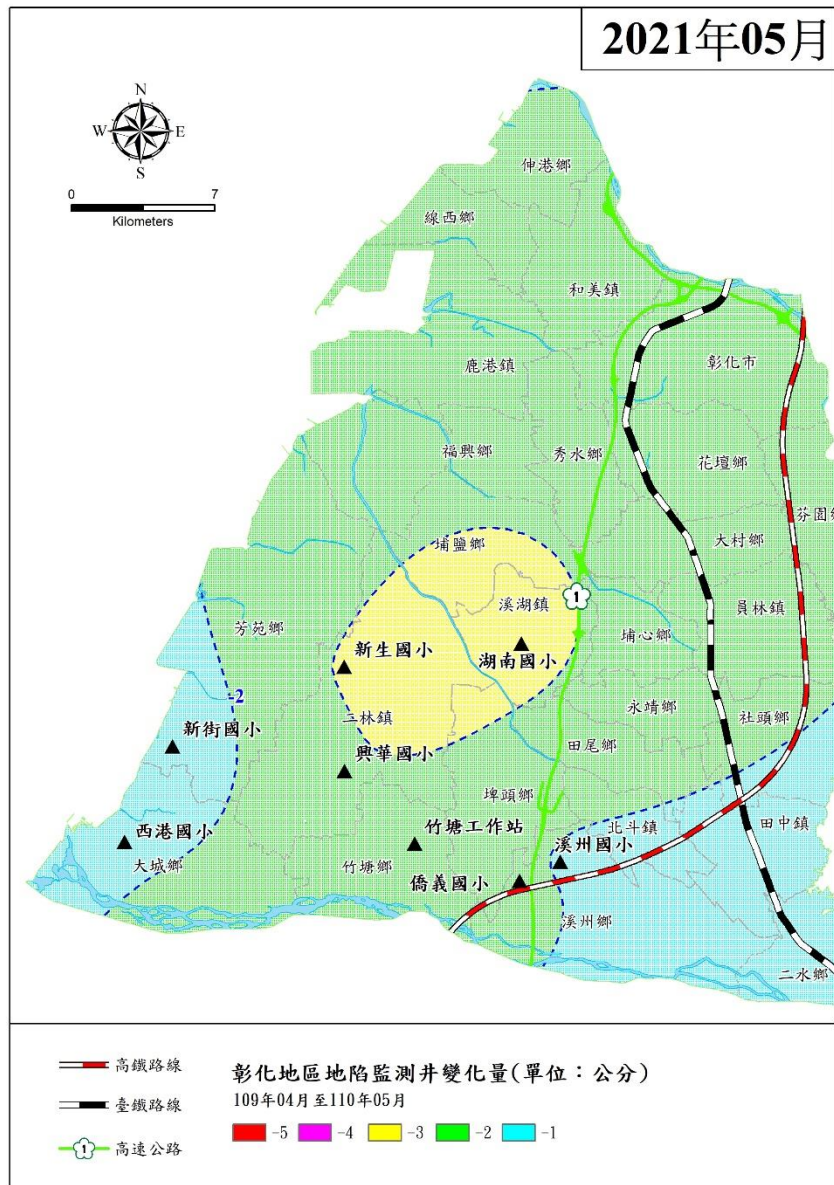 2021年05月
N
W E
S
0 7
Kilometers
伸港鄉
線西鄉
和美鎮
鹿港鎮
彰化市
福興鄉
秀水鄉
花壇鄉
芬園鄉
大村鄉
埔鹽鄉
1
溪湖鎮
員林鎮
芳苑鄉
埔心鄉
新生國小
湖南國小
-2
二林鎮
永靖鄉
社頭鄉
新街國小
田尾鄉
興華國小
埤頭鄉
北斗鎮
田中鎮
西港國小
竹塘工作站
大城鄉
竹塘鄉
溪州國小
僑義國小
溪州鄉
二水鄉
高鐵路線
臺鐵路線
1 高速公路
彰化地區地陷監測井變化量(單位：公分)
109年04月至110年05月
-5 -4 -3 -2 -1